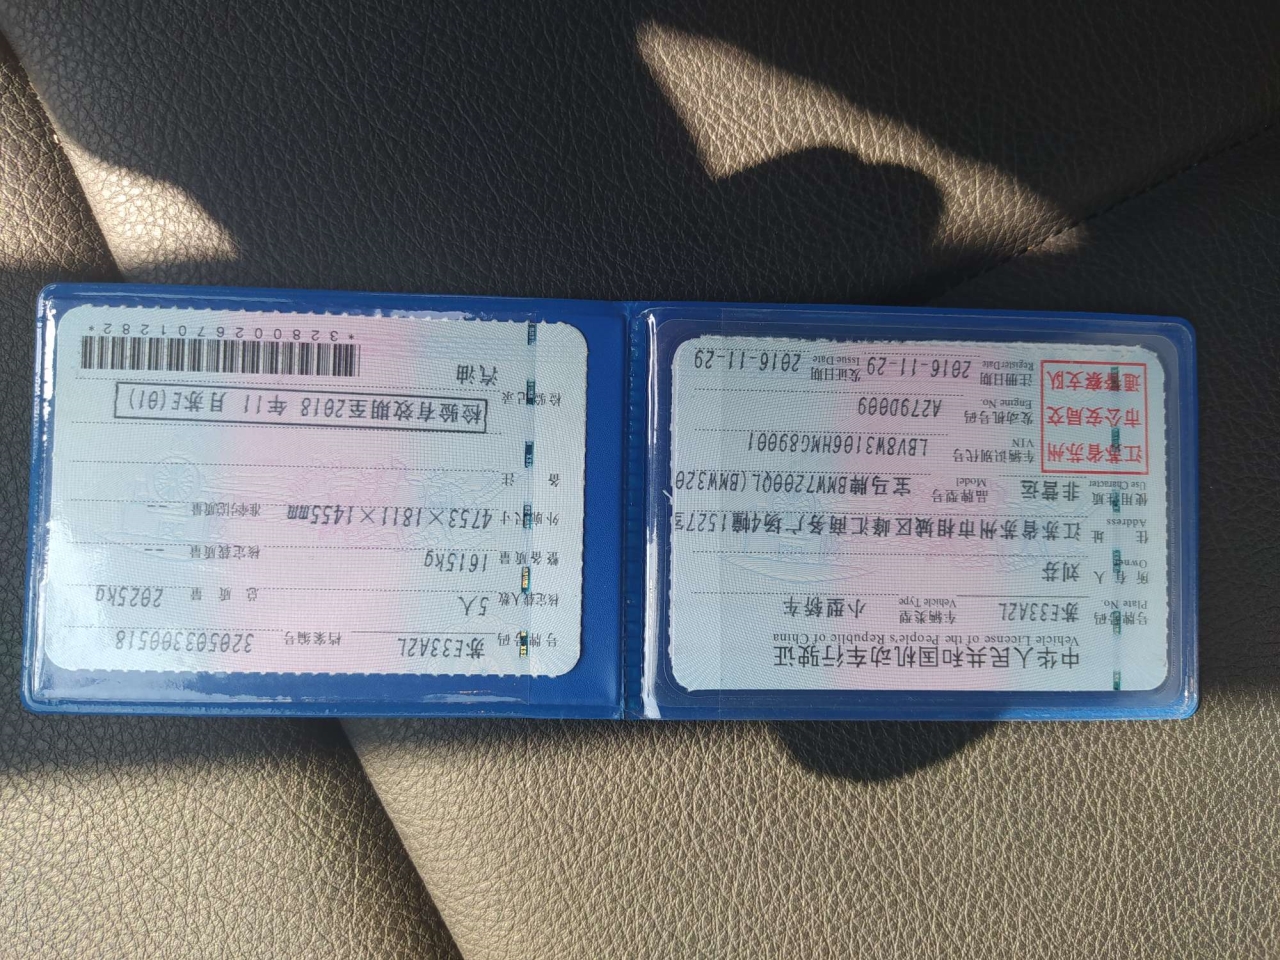 中华人民共和国机动车行驶证
Vehicle License of the People's Republic of China
号牌号码 Plate No. 苏E33A2L 车辆类型 Vehicle Type 小型轿车
所有人 Owner 刘芬
住址 Address 江苏省苏州市相城区峰汇商务广场4幢1527室
使用性质 Use Character 非营运 品牌型号 Model 宝马牌BMW7200QL(BMW320
车辆识别代号 VIN LBV8W3106HMG89001
发动机号码 Engine No. A279D009
注册日期 Register Date 2016-11-29 发证日期 Issue Date 2016-11-29
江苏省苏州
市公安局交
通警察支队
号牌号码 苏E33A2L 档案编号 320503300518
核定载人数 5人 总质量 2025kg
整备质量 1615kg 核定载质量 --
外廓尺寸 4753×1811×1455mm 准牵总质量 --
备注
检验有效期至2018 年11 月苏E(01)
检验记录
汽油
*3280026701282*